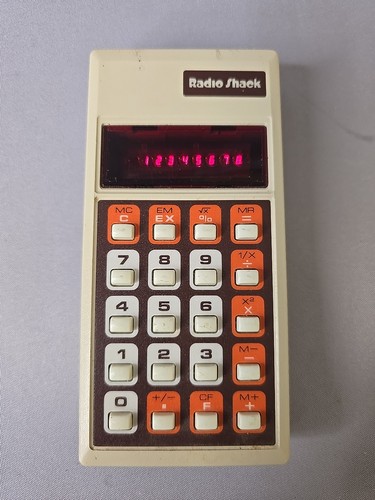 Radio Shack
12345678
MC EM √x MR
C EX % =
7 8 9 1/X ÷
4 5 6 X² X
1 2 3 M- −
0 +/- . CF F M+ +